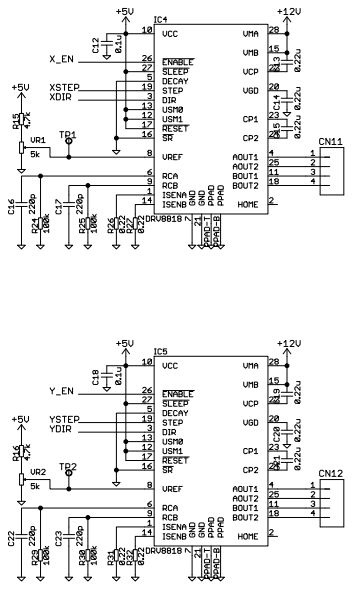 +5V +12V
IC4
10 VCC VMA 28
C12 0.1u
VMB 15
X_EN 26 ENABLE
27 SLEEP VCP 22 0.22u
+5V
5 DECAY
XSTEP 19 STEP VGD 20
XDIR 3 DIR C14 0.22u
13 USM0
R15 TP1 12 USM1 CP1 23
17 RESET
VR1 16 SR CP2 24 0.22u
5k
CN11
8 VREF AOUT1 4 1
AOUT2 25 2
6 RCA BOUT1 11 3
9 RCB BOUT2 18 4
C16 220p C17 220p
1 ISENA
14 ISENB HOME 2
R24 100k R25 100k R26 0.22 R27 0.22
DRV8818 GND GND PPAD PPAD
7 21 PPAD-T PPAD-B
+5V +12V
IC5
10 VCC VMA 28
C18 0.1u
VMB 15
Y_EN 26 ENABLE
27 SLEEP VCP 22 0.22u
+5V
5 DECAY
YSTEP 19 STEP VGD 20
YDIR 3 DIR C20 0.22u
13 USM0
R16 4.7k TP2 12 USM1 CP1 23
17 RESET
VR2 16 SR CP2 24 0.22u
5k
CN12
8 VREF AOUT1 4 1
AOUT2 25 2
6 RCA BOUT1 11 3
9 RCB BOUT2 18 4
C22 220p C23 220p
1 ISENA
14 ISENB HOME 2
R29 100k R30 100k R31 0.22 R32 0.22
DRV8818 GND GND PPAD PPAD
7 21 PPAD-T PPAD-B